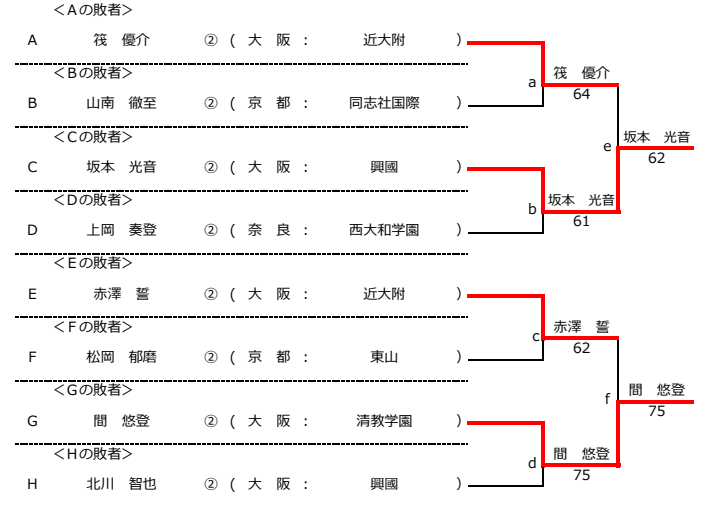 ＜Ａの敗者＞
Ａ 筏　優介 ② ( 大　阪 : 近大附 )
＜Ｂの敗者＞
Ｂ 山南　徹至 ② ( 京　都 : 同志社国際 )
＜Ｃの敗者＞
Ｃ 坂本　光音 ② ( 大　阪 : 興國 )
＜Ｄの敗者＞
Ｄ 上岡　奏登 ② ( 奈　良 : 西大和学園 )
＜Ｅの敗者＞
Ｅ 赤澤　誓 ② ( 大　阪 : 近大附 )
＜Ｆの敗者＞
Ｆ 松岡　郁磨 ② ( 京　都 : 東山 )
＜Ｇの敗者＞
Ｇ 間　悠登 ② ( 大　阪 : 清教学園 )
＜Ｈの敗者＞
Ｈ 北川　智也 ② ( 大　阪 : 興國 )
a 筏　優介
64
b 坂本　光音
61
c 赤澤　誓
62
d 間　悠登
75
e 坂本　光音
62
f 間　悠登
75